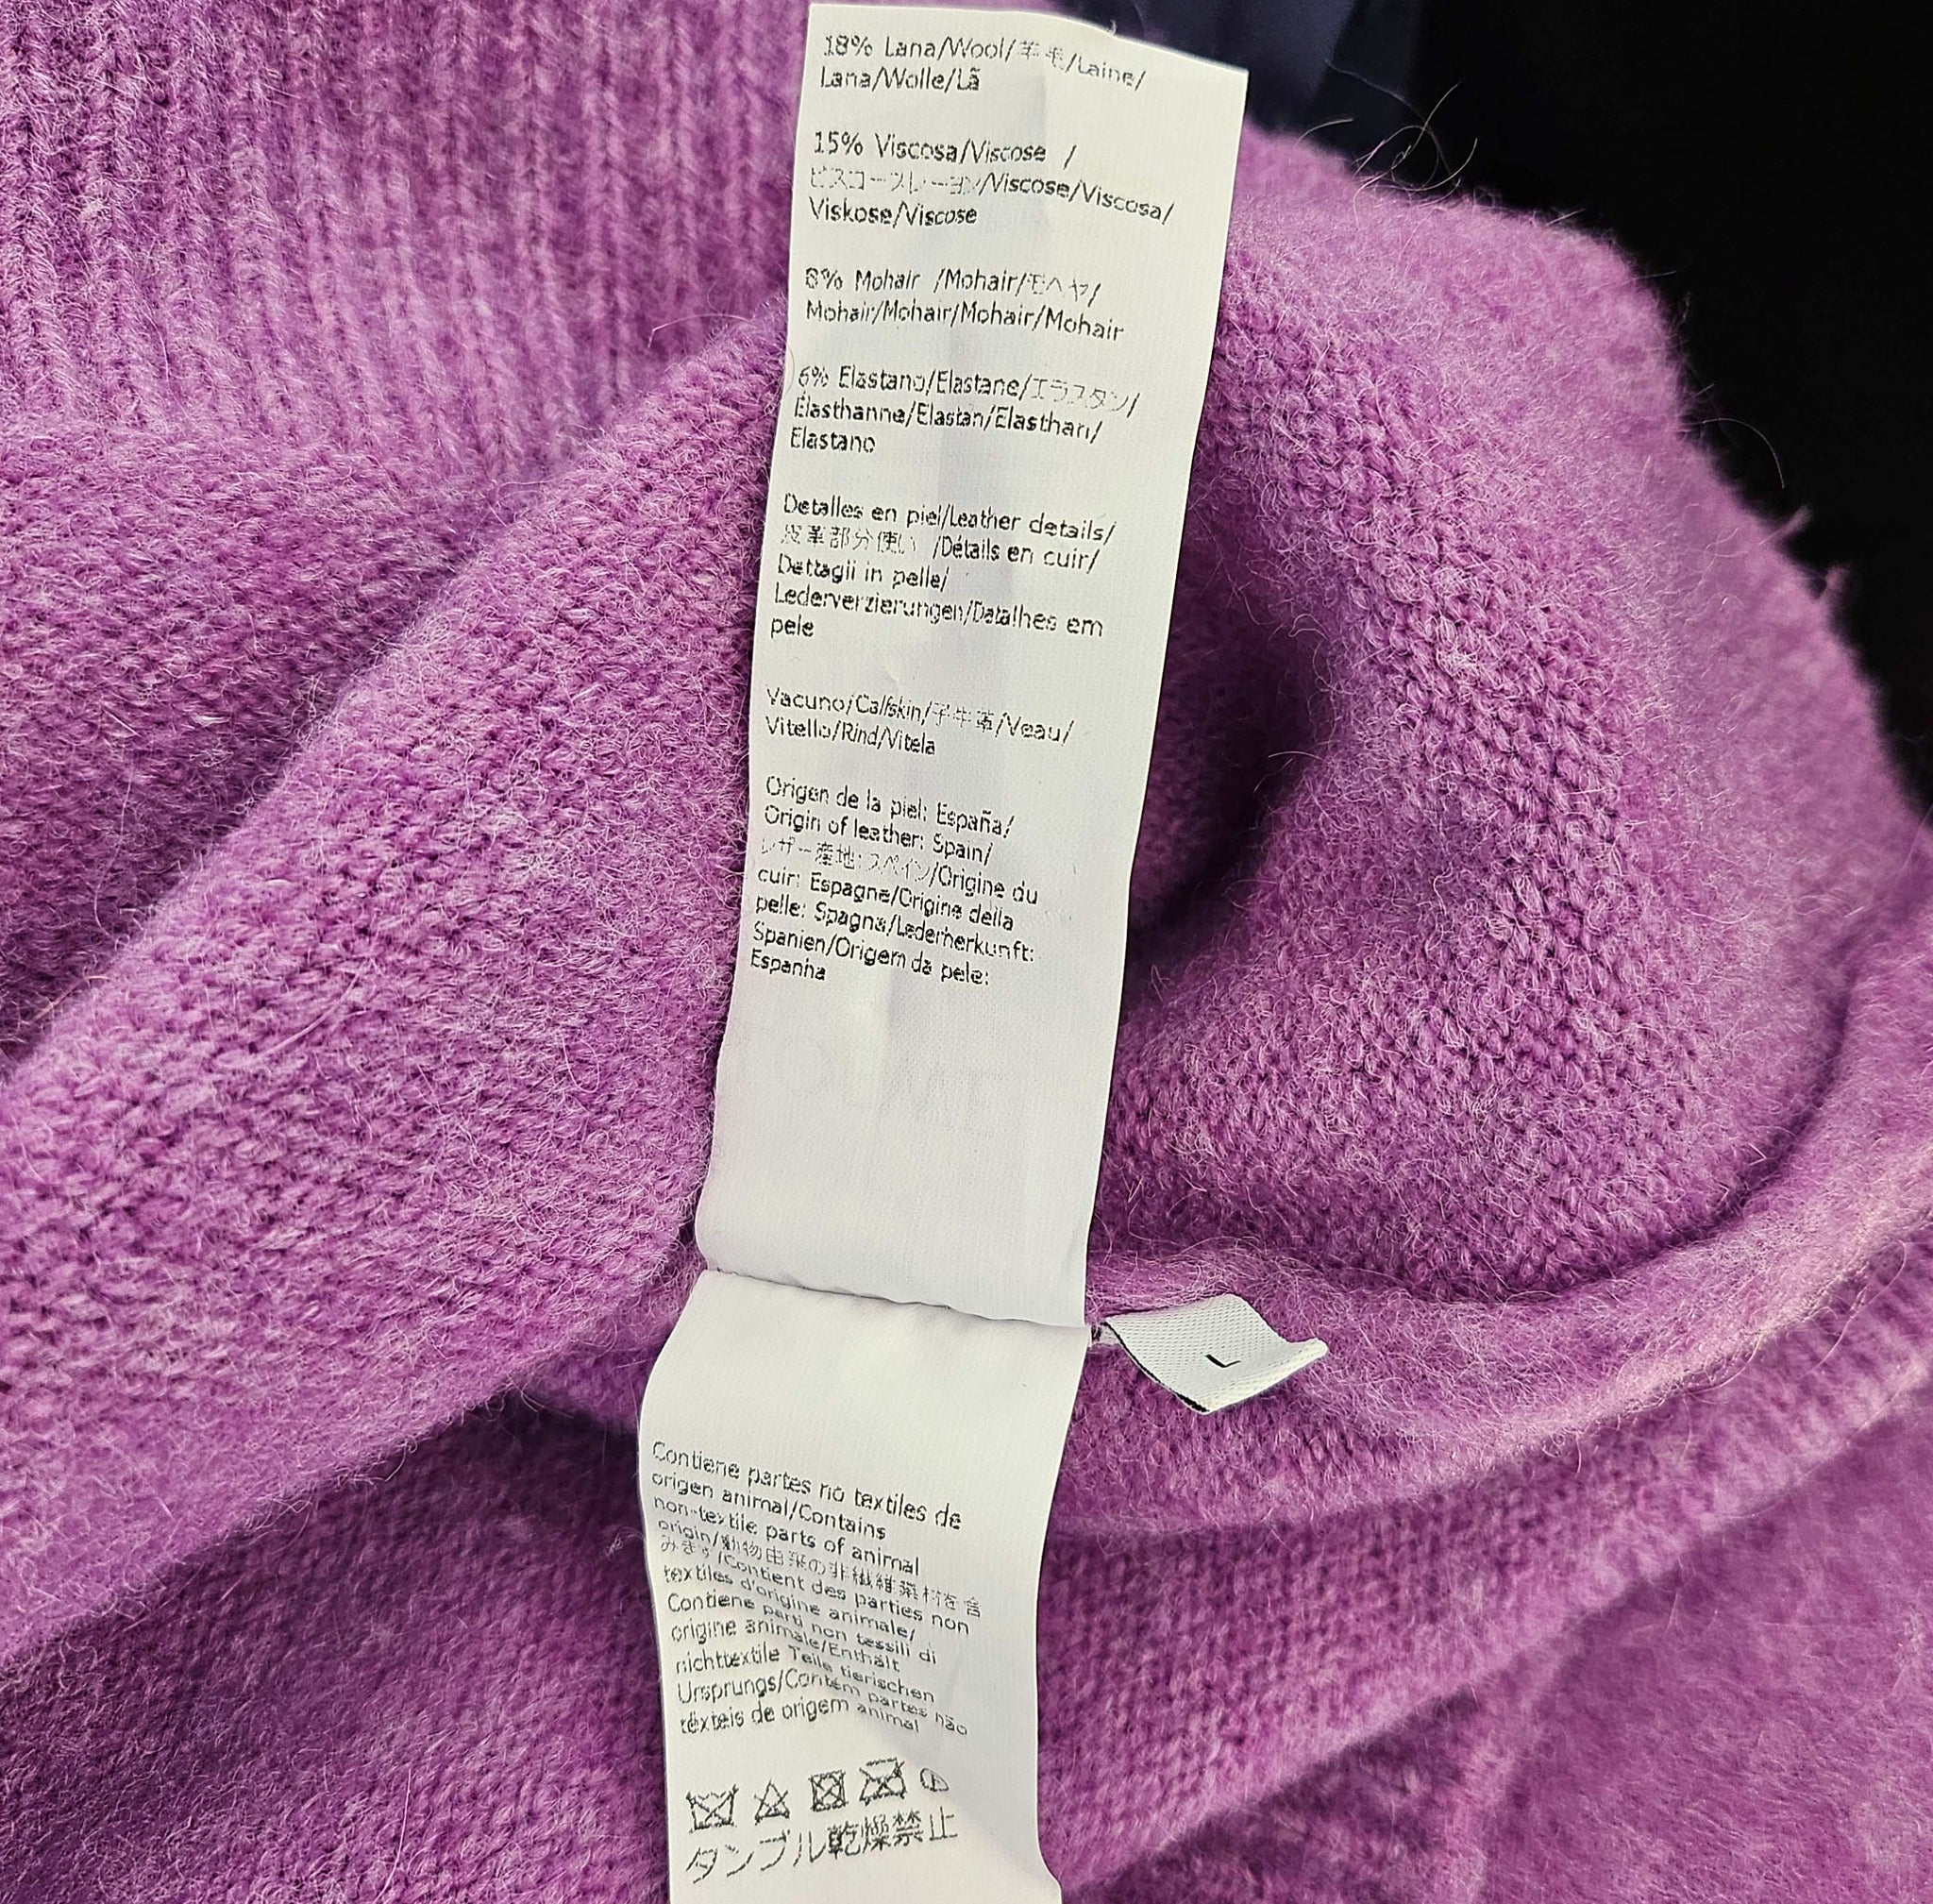 18% Lana/Wool/羊毛/Laine/
Lana/Wolle/Lã
15% Viscosa/Viscose /
ビスコースレーヨン/Viscose/Viscosa/
Viskose/Viscose
8% Mohair /Mohair/モヘヤ/
Mohair/Mohair/Mohair/Mohair
6% Elastano/Elastane/エラスタン/
Élasthanne/Elastan/Elasthan/
Elastano
Detalles en piel/Leather details/
皮革部分使い /Détails en cuir/
Dettagii in pelle/
Lederverzierungen/Datalhes em
pele
Vacuno/Calfskin/子牛革/Veau/
Vitello/Rind/Vitela
Origen de la piel: España/
Origin of leather: Spain/
レザー産地:スペイン/Origine du
cuir: Espagne/Origine della
pelle: Spagna/Lederherkunft:
Spanien/Origem da pele:
Espanha
L
Contiene partes no textiles de
origen animal/Contains
non-textile parts of animal
origin/動物由来の非繊維素材を含
みます/Contient des parties non
textiles d'origine animale/
Contiene parti non tessili di
origine animale/Enthält
nichttextile Teile tierischen
Ursprungs/Contém partes não
têxteis de origem animal
タンブル乾燥禁止